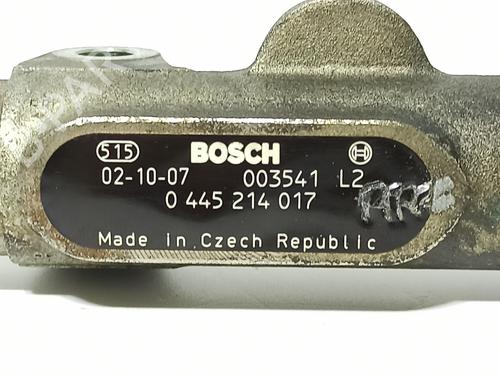 515 BOSCH
02-10-07 003541 L2
0 445 214 017
Made in Czech Republic